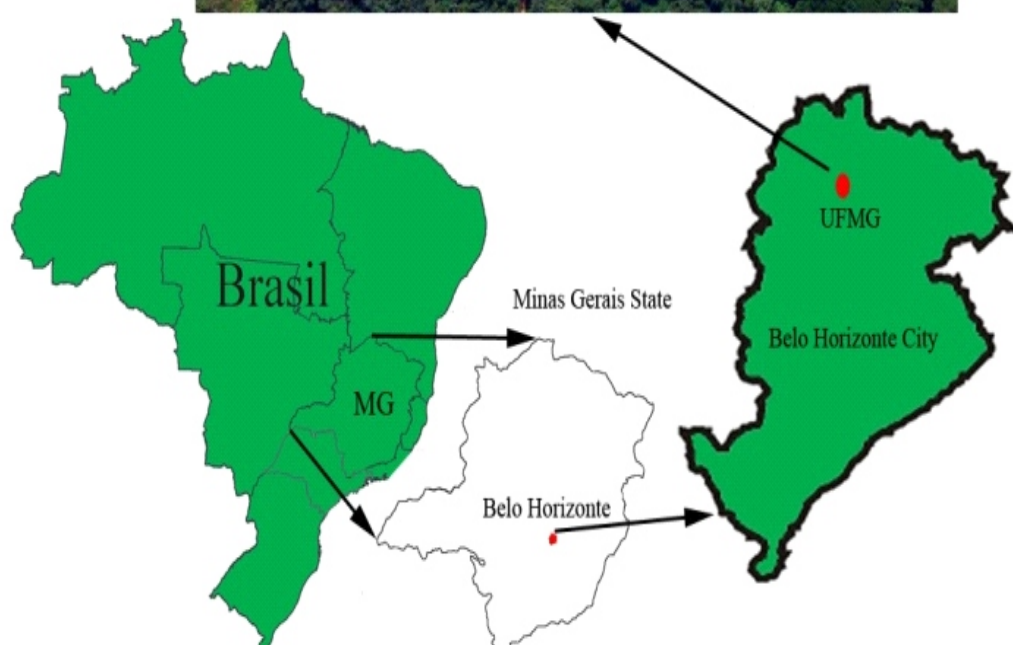 UFMG
Brasil
Minas Gerais State
Belo Horizonte City
MG
Belo Horizonte